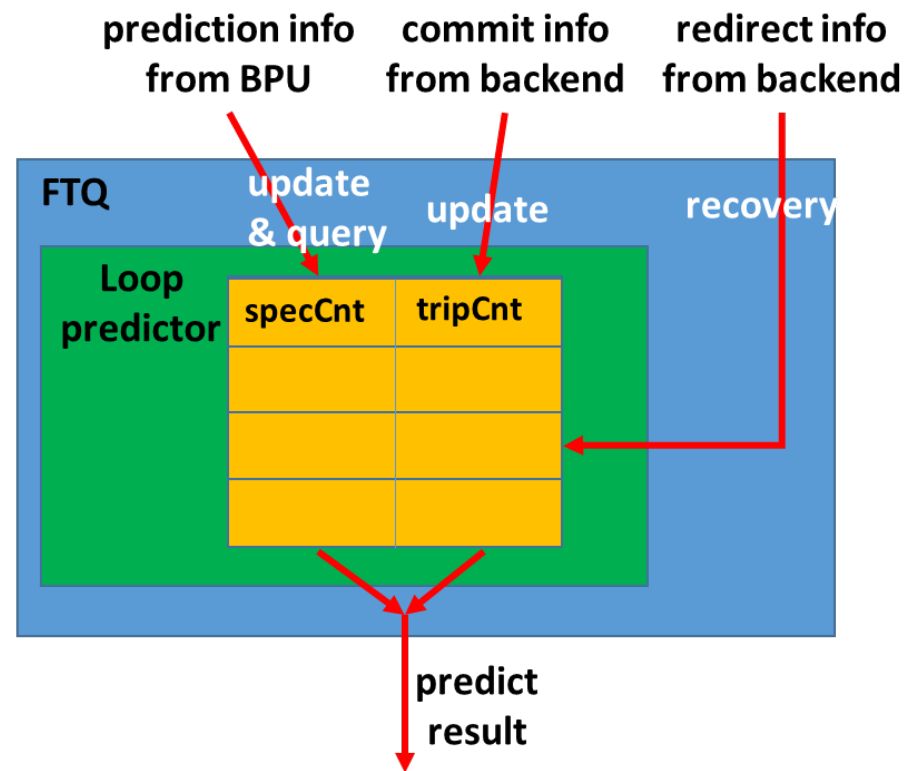 prediction info
from BPU
commit info
from backend
redirect info
from backend
FTQ
update
& query
update
recovery
Loop
predictor
specCnt
tripCnt
predict
result